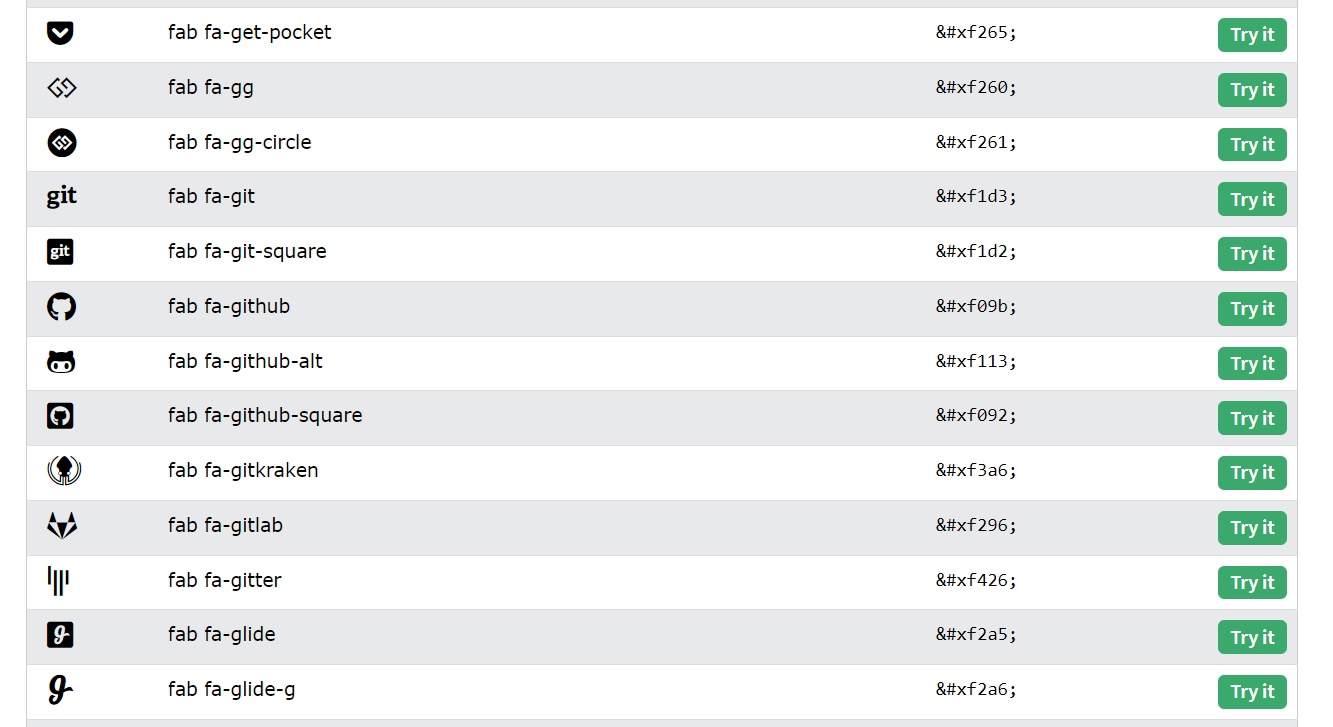 fab fa-get-pocket &#xf265; Try it
fab fa-gg &#xf260; Try it
fab fa-gg-circle &#xf261; Try it
git fab fa-git &#xf1d3; Try it
git fab fa-git-square &#xf1d2; Try it
fab fa-github &#xf09b; Try it
fab fa-github-alt &#xf113; Try it
fab fa-github-square &#xf092; Try it
fab fa-gitkraken &#xf3a6; Try it
fab fa-gitlab &#xf296; Try it
fab fa-gitter &#xf426; Try it
fab fa-glide &#xf2a5; Try it
fab fa-glide-g &#xf2a6; Try it